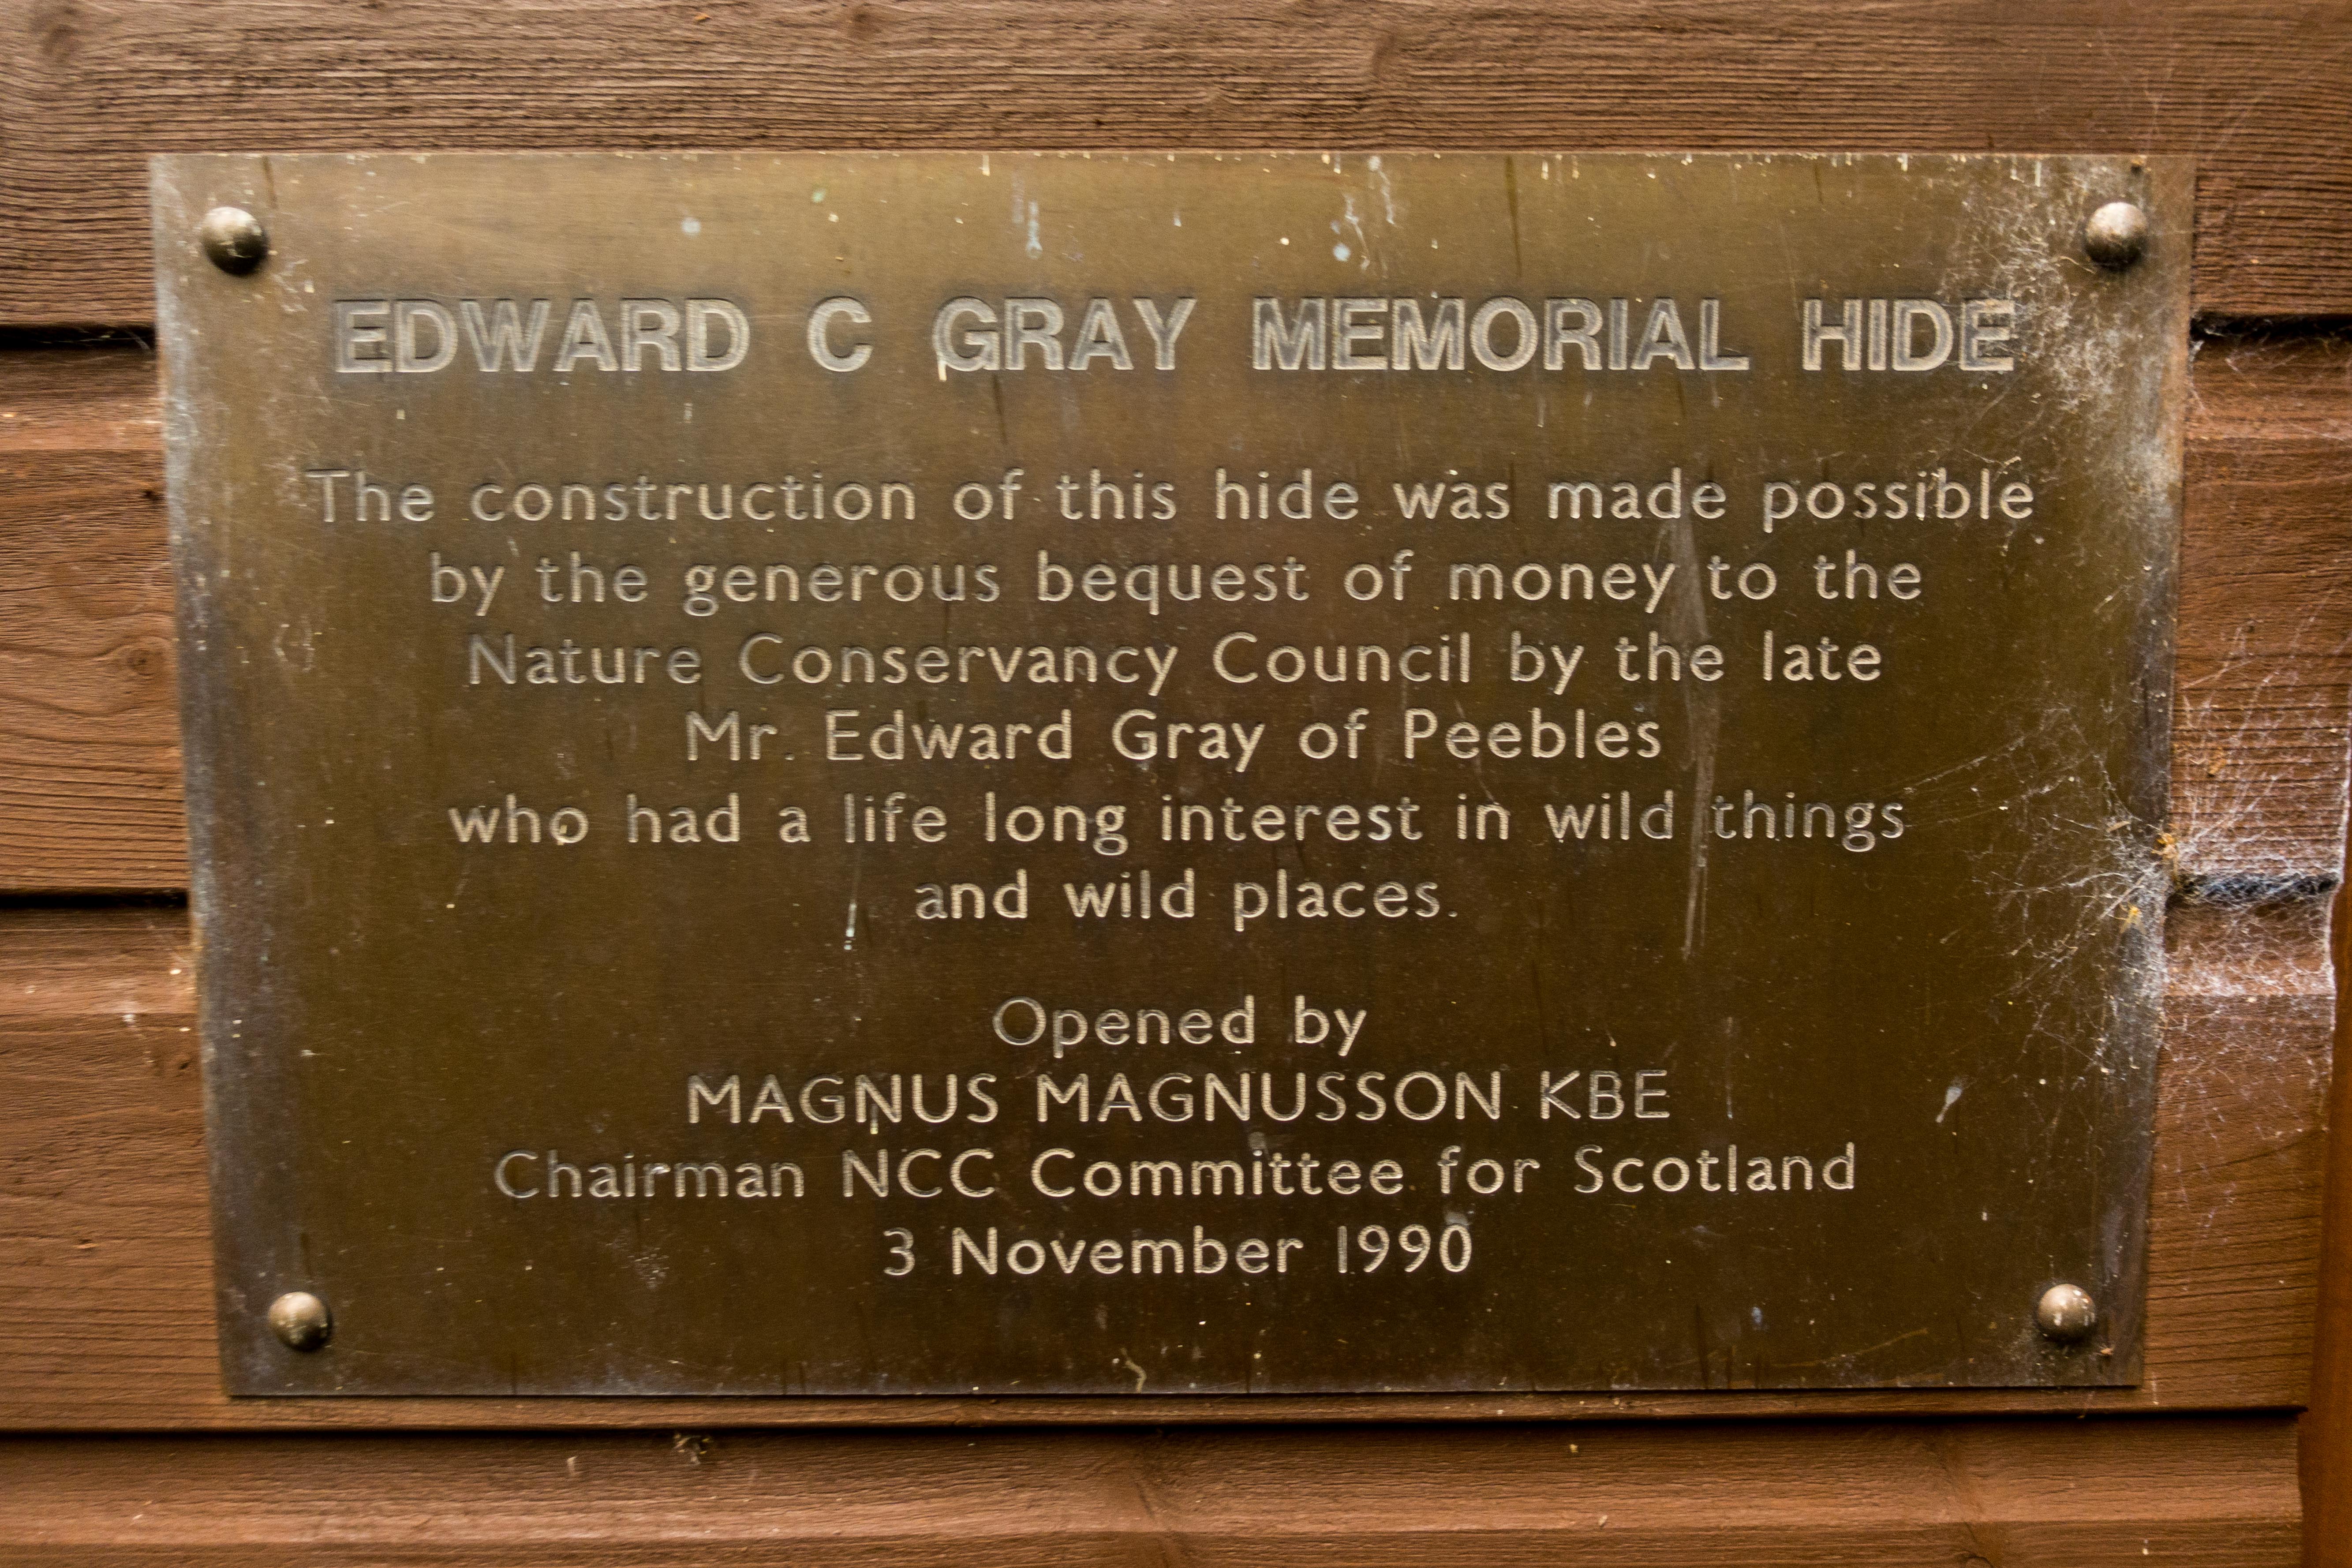 EDWARD C GRAY MEMORIAL HIDE
The construction of this hide was made possible
by the generous bequest of money to the
Nature Conservancy Council by the late
Mr. Edward Gray of Peebles
who had a life long interest in wild things
and wild places.
Opened by
MAGNUS MAGNUSSON KBE
Chairman NCC Committee for Scotland
3 November 1990